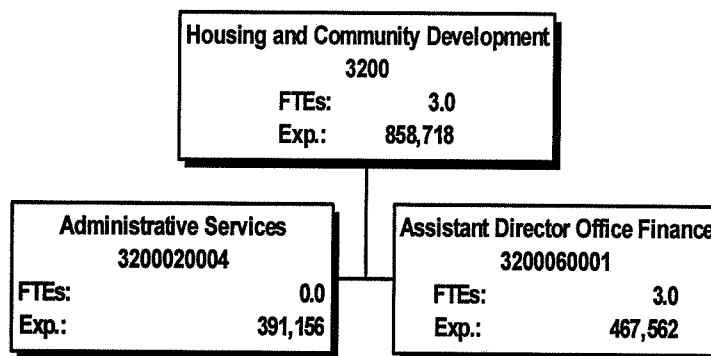 Housing and Community Development
3200
FTEs: 3.0
Exp.: 858,718
Administrative Services
3200020004
FTEs: 0.0
Exp.: 391,156
Assistant Director Office Finance
3200060001
FTEs: 3.0
Exp.: 467,562